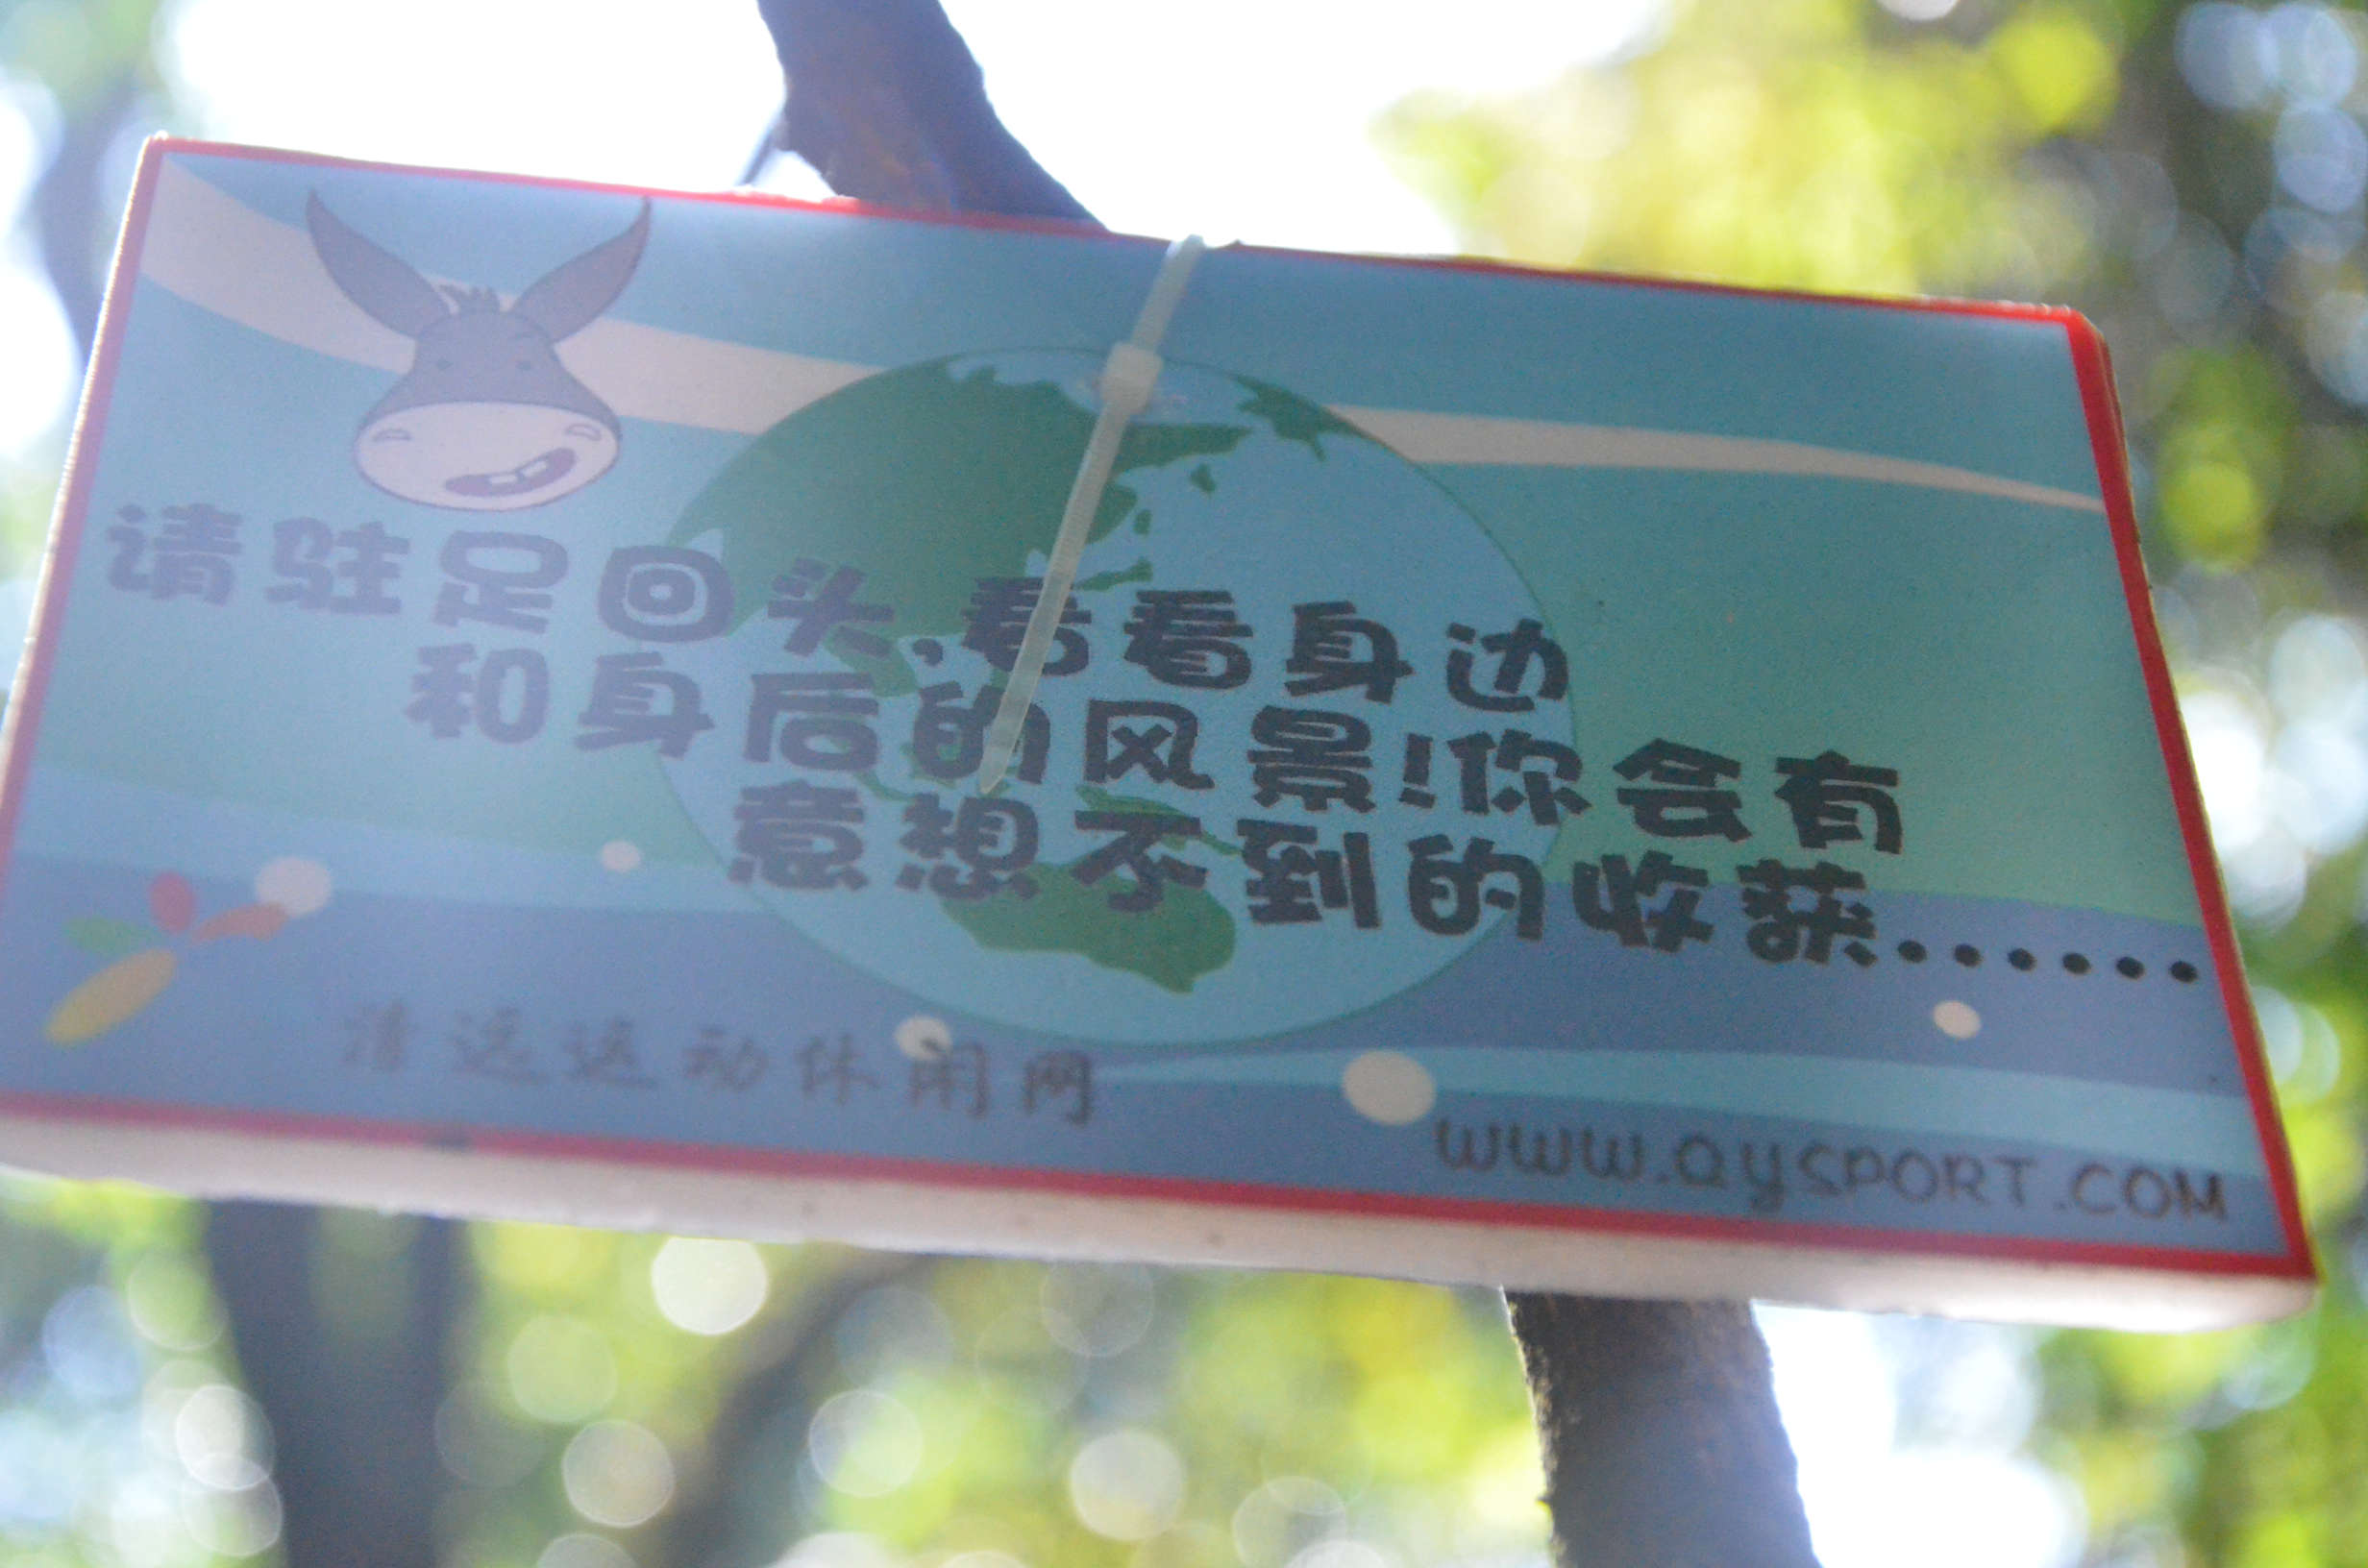 请驻足回头,看看身边
和身后的风景!你会有
意想不到的收获......
清远运动休闲网
WWW.QYSPORT.COM